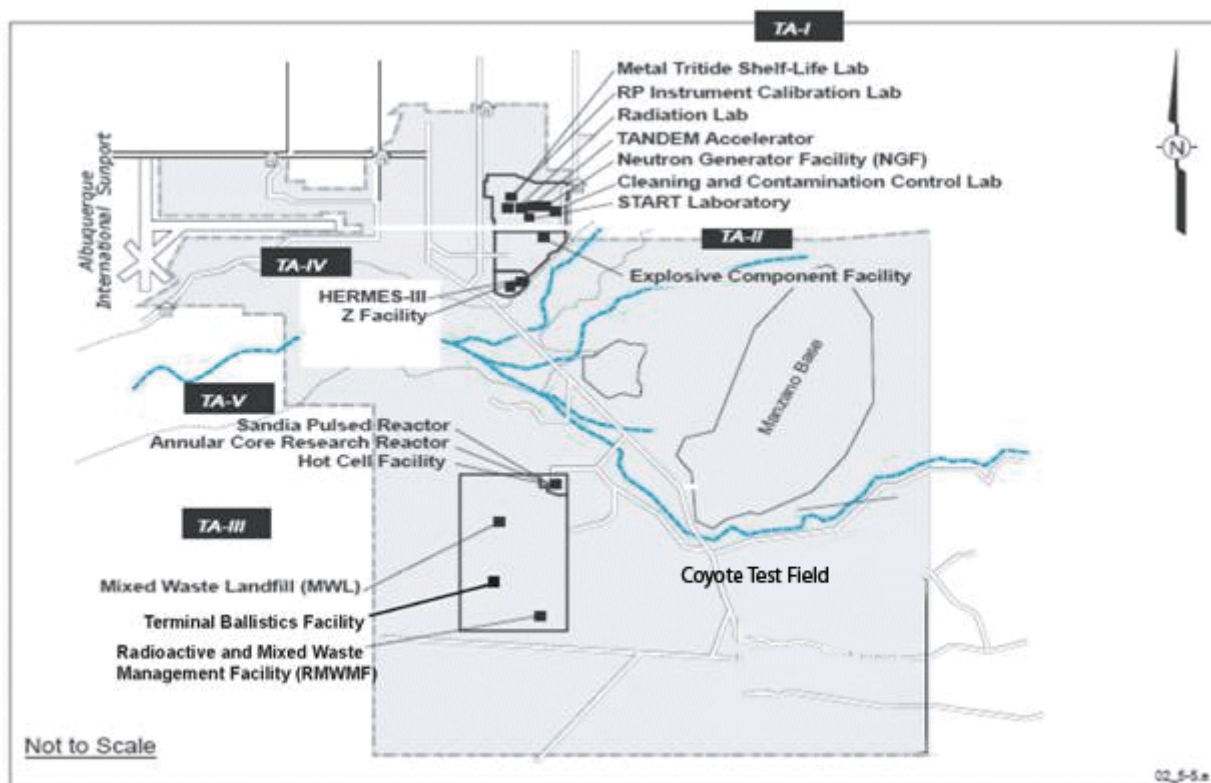 TA-I
Metal Tritide Shelf-Life Lab
RP Instrument Calibration Lab
Radiation Lab
TANDEM Accelerator
Neutron Generator Facility (NGF)
Cleaning and Contamination Control Lab
START Laboratory
N
Albuquerque
International Sunport
TA-II
TA-IV
Explosive Component Facility
HERMES-III
Z Facility
Manzano Base
TA-V
Sandia Pulsed Reactor
Annular Core Research Reactor
Hot Cell Facility
TA-III
Mixed Waste Landfill (MWL)
Coyote Test Field
Terminal Ballistics Facility
Radioactive and Mixed Waste
Management Facility (RMWMF)
Not to Scale